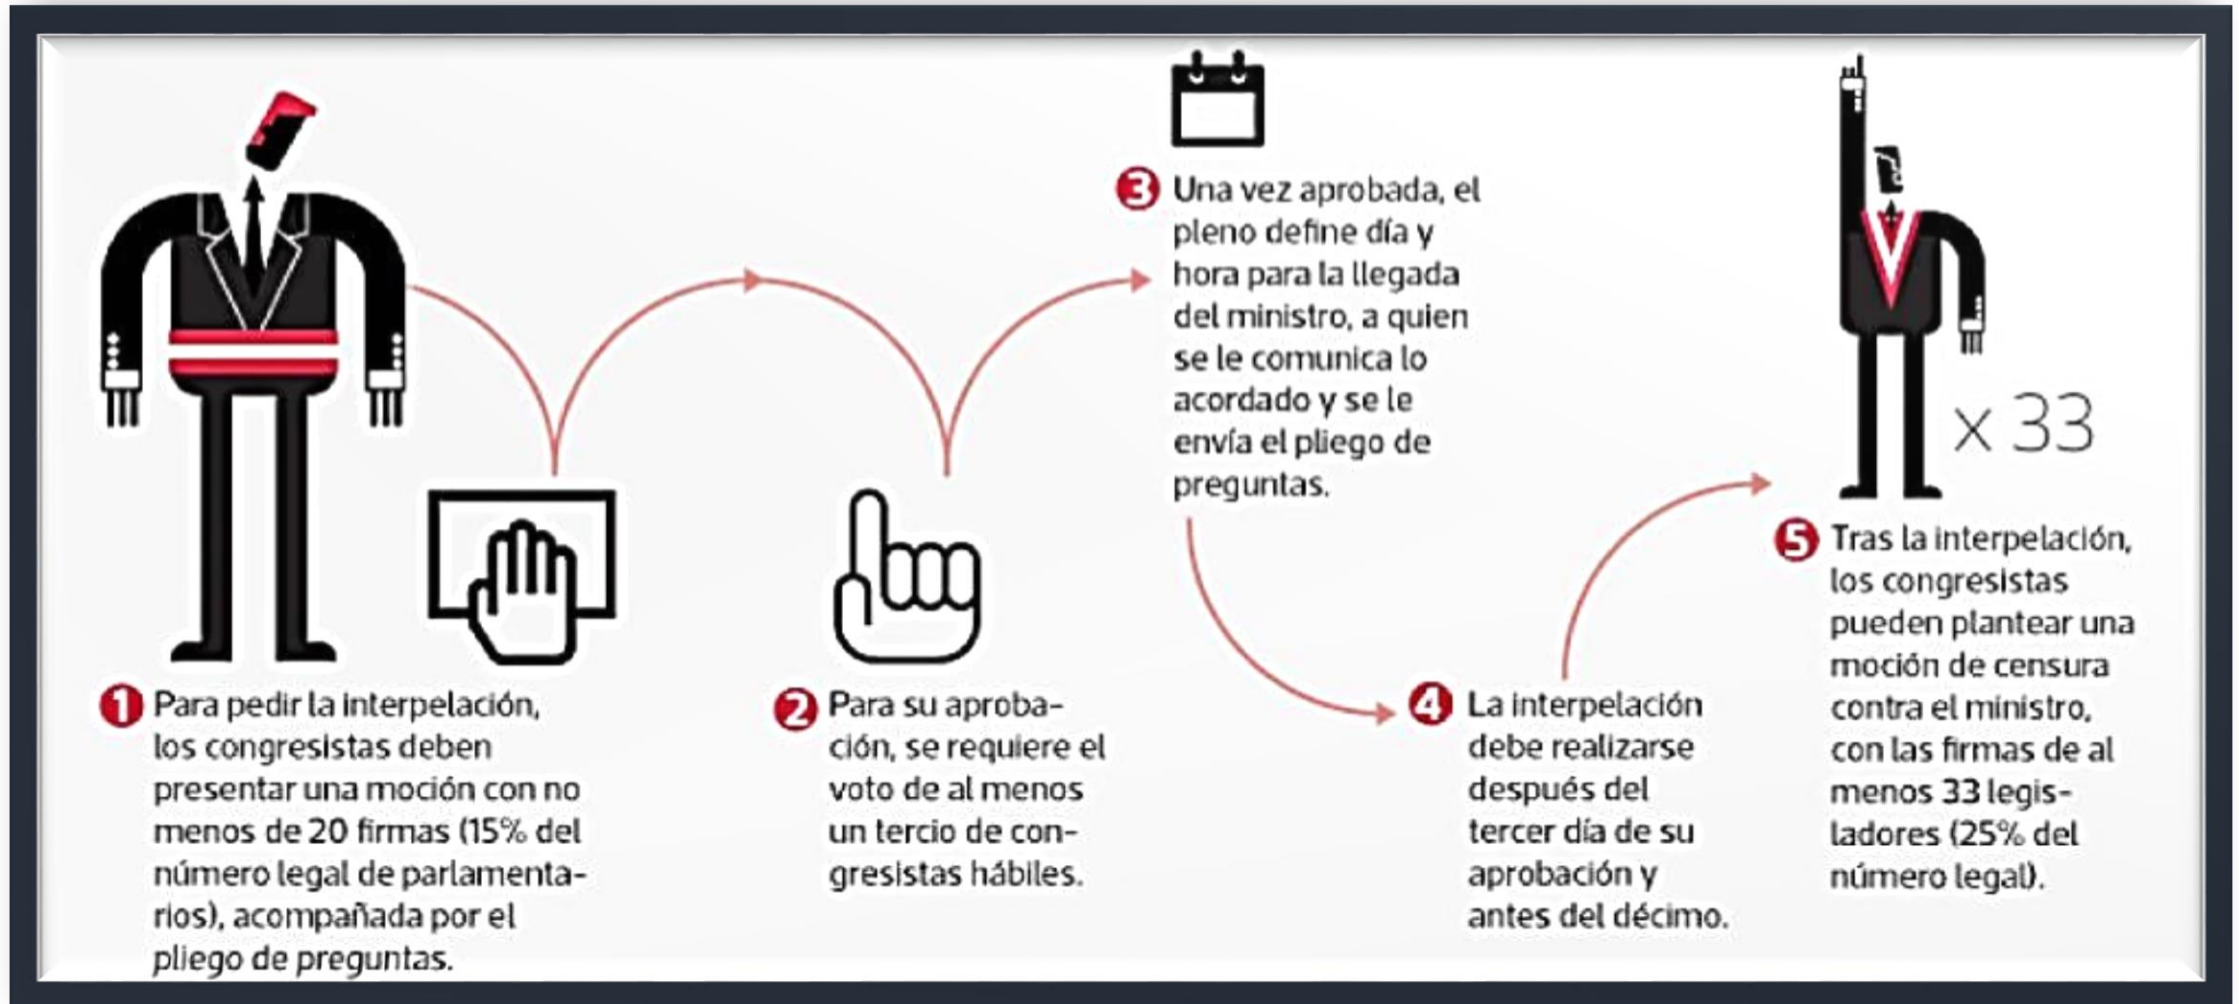 1 Para pedir la interpelación,
los congresistas deben
presentar una moción con no
menos de 20 firmas (15% del
número legal de parlamenta-
rios), acompañada por el
pliego de preguntas.
2 Para su aproba-
ción, se requiere el
voto de al menos
un tercio de con-
gresistas hábiles.
3 Una vez aprobada, el
pleno define día y
hora para la llegada
del ministro, a quien
se le comunica lo
acordado y se le
envía el pliego de
preguntas.
4 La interpelación
debe realizarse
después del
tercer día de su
aprobación y
antes del décimo.
x 33
5 Tras la interpelación,
los congresistas
pueden plantear una
moción de censura
contra el ministro,
con las firmas de al
menos 33 legis-
ladores (25% del
número legal).